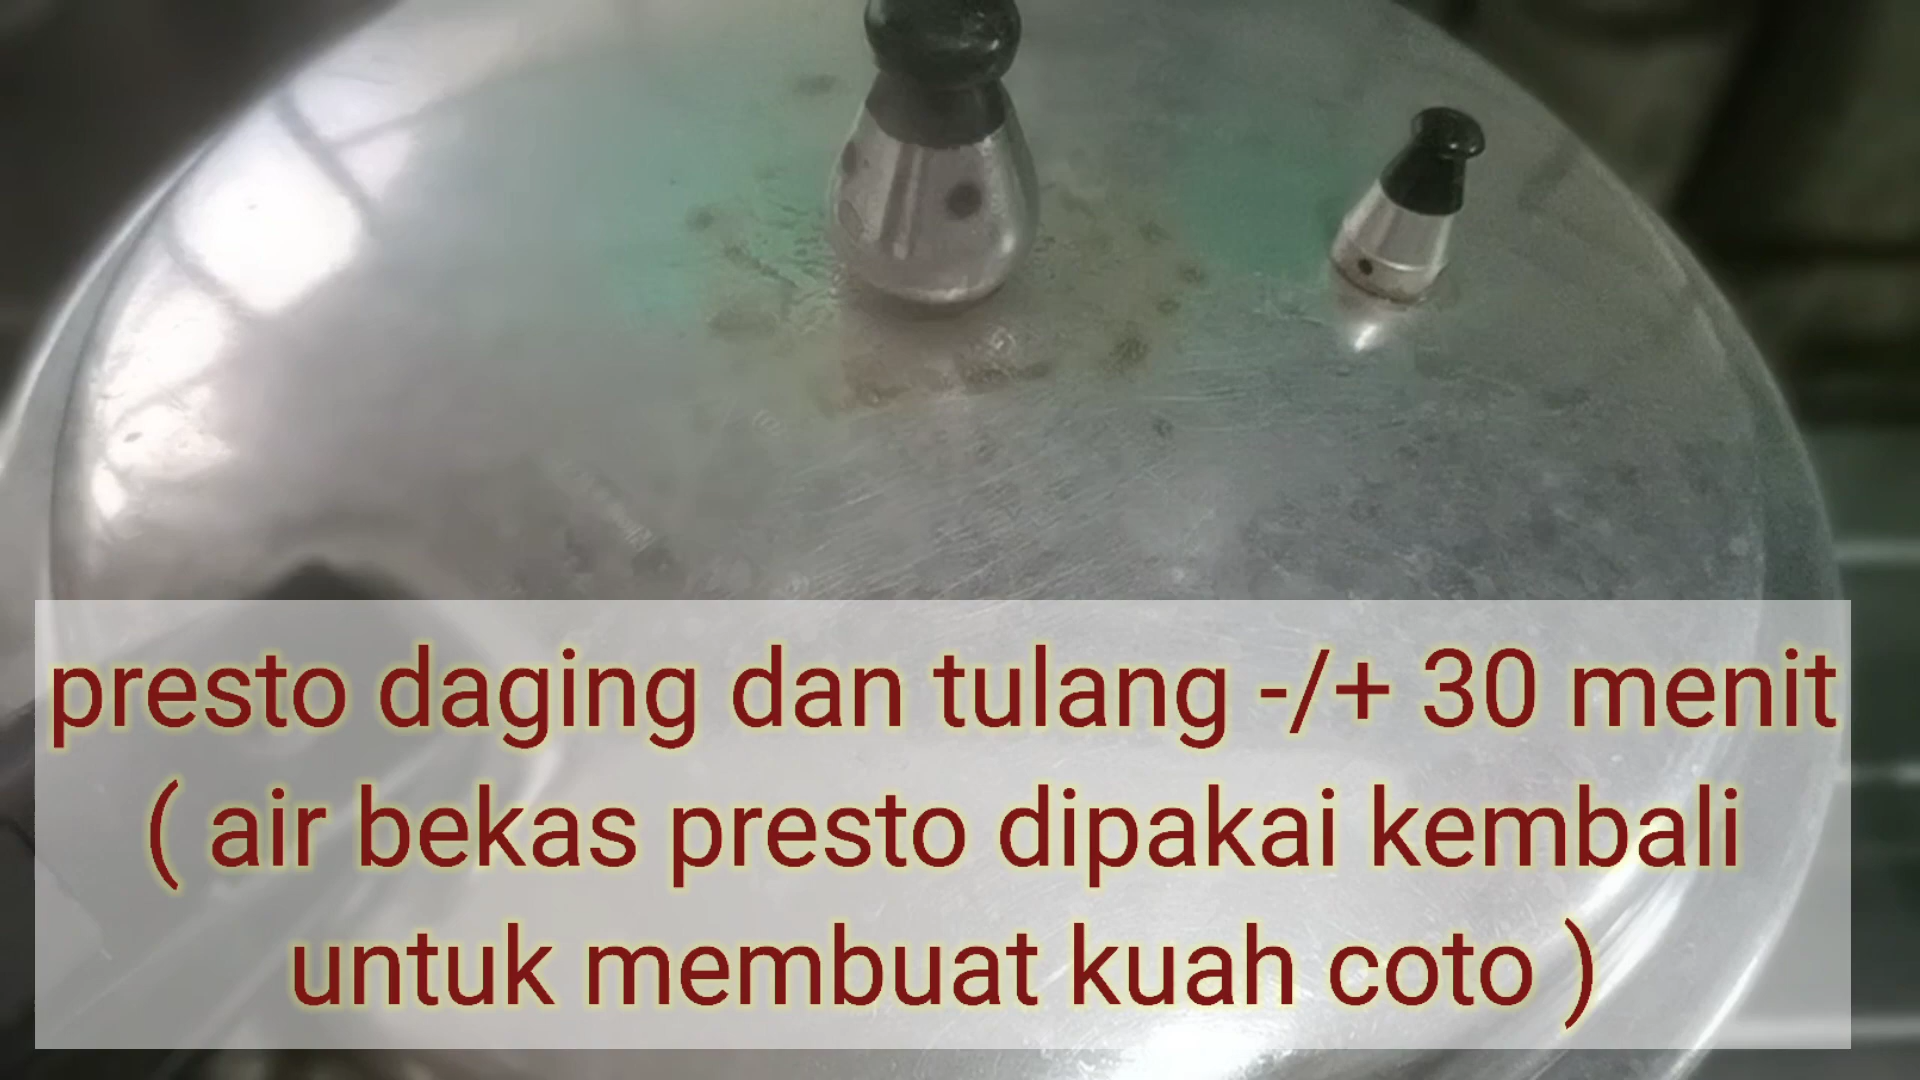 presto daging dan tulang -/+ 30 menit
( air bekas presto dipakai kembali
untuk membuat kuah coto )